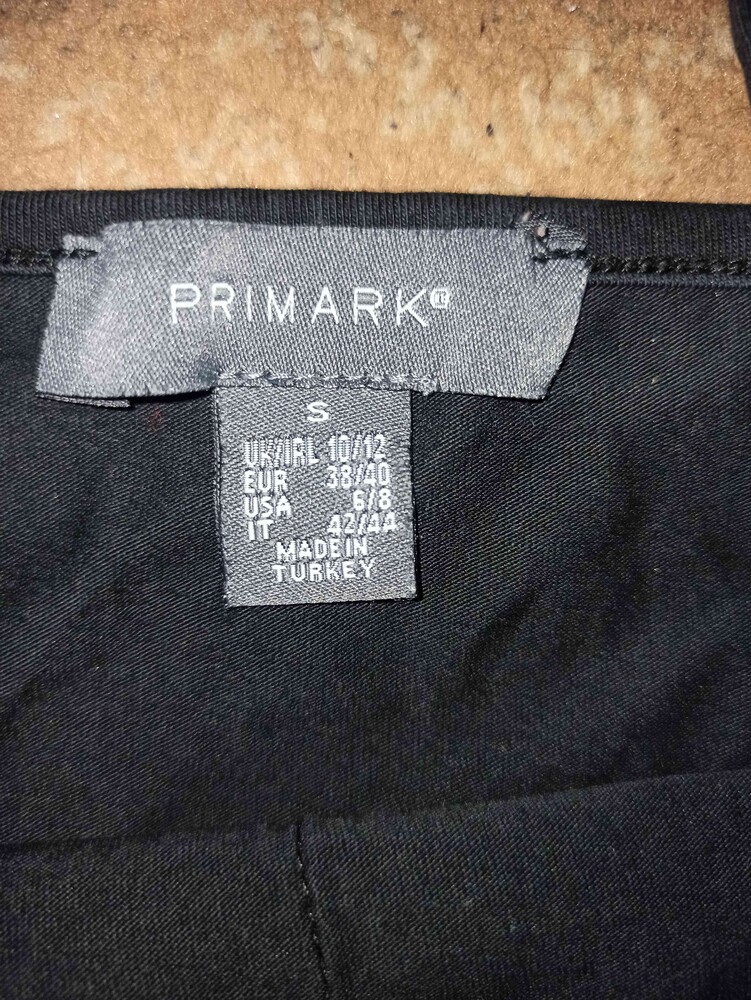 PRIMARK®
S
UK/IRL 10/12
EUR 38/40
USA 6/8
IT 42/44
MADE IN
TURKEY